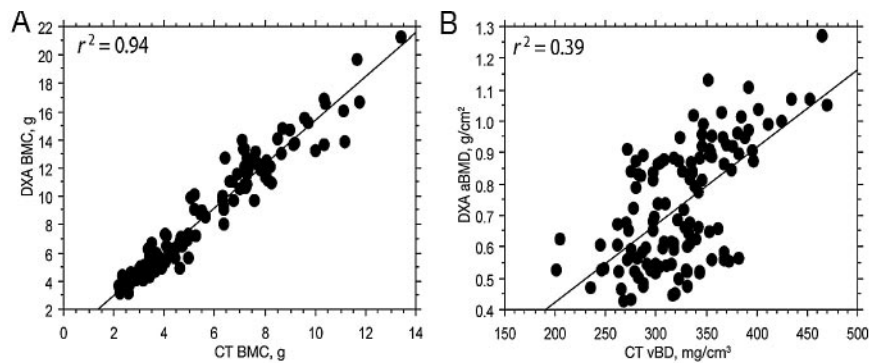 A
B
r² = 0.94
r² = 0.39
DXA BMC, g
22
20
18
16
14
12
10
8
6
4
2
0 2 4 6 8 10 12 14
CT BMC, g
DXA aBMD, g/cm²
1.3
1.2
1.1
1.0
0.9
0.8
0.7
0.6
0.5
0.4
150 200 250 300 350 400 450 500
CT vBD, mg/cm³